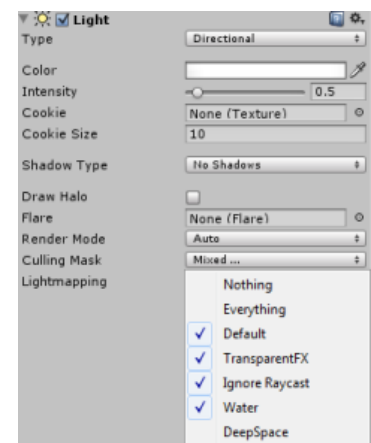 Light
Type Directional
Color
Intensity 0.5
Cookie None (Texture)
Cookie Size 10
Shadow Type No Shadows
Draw Halo
Flare None (Flare)
Render Mode Auto
Culling Mask Mixed ...
Lightmapping
Nothing
Everything
Default
TransparentFX
Ignore Raycast
Water
DeepSpace